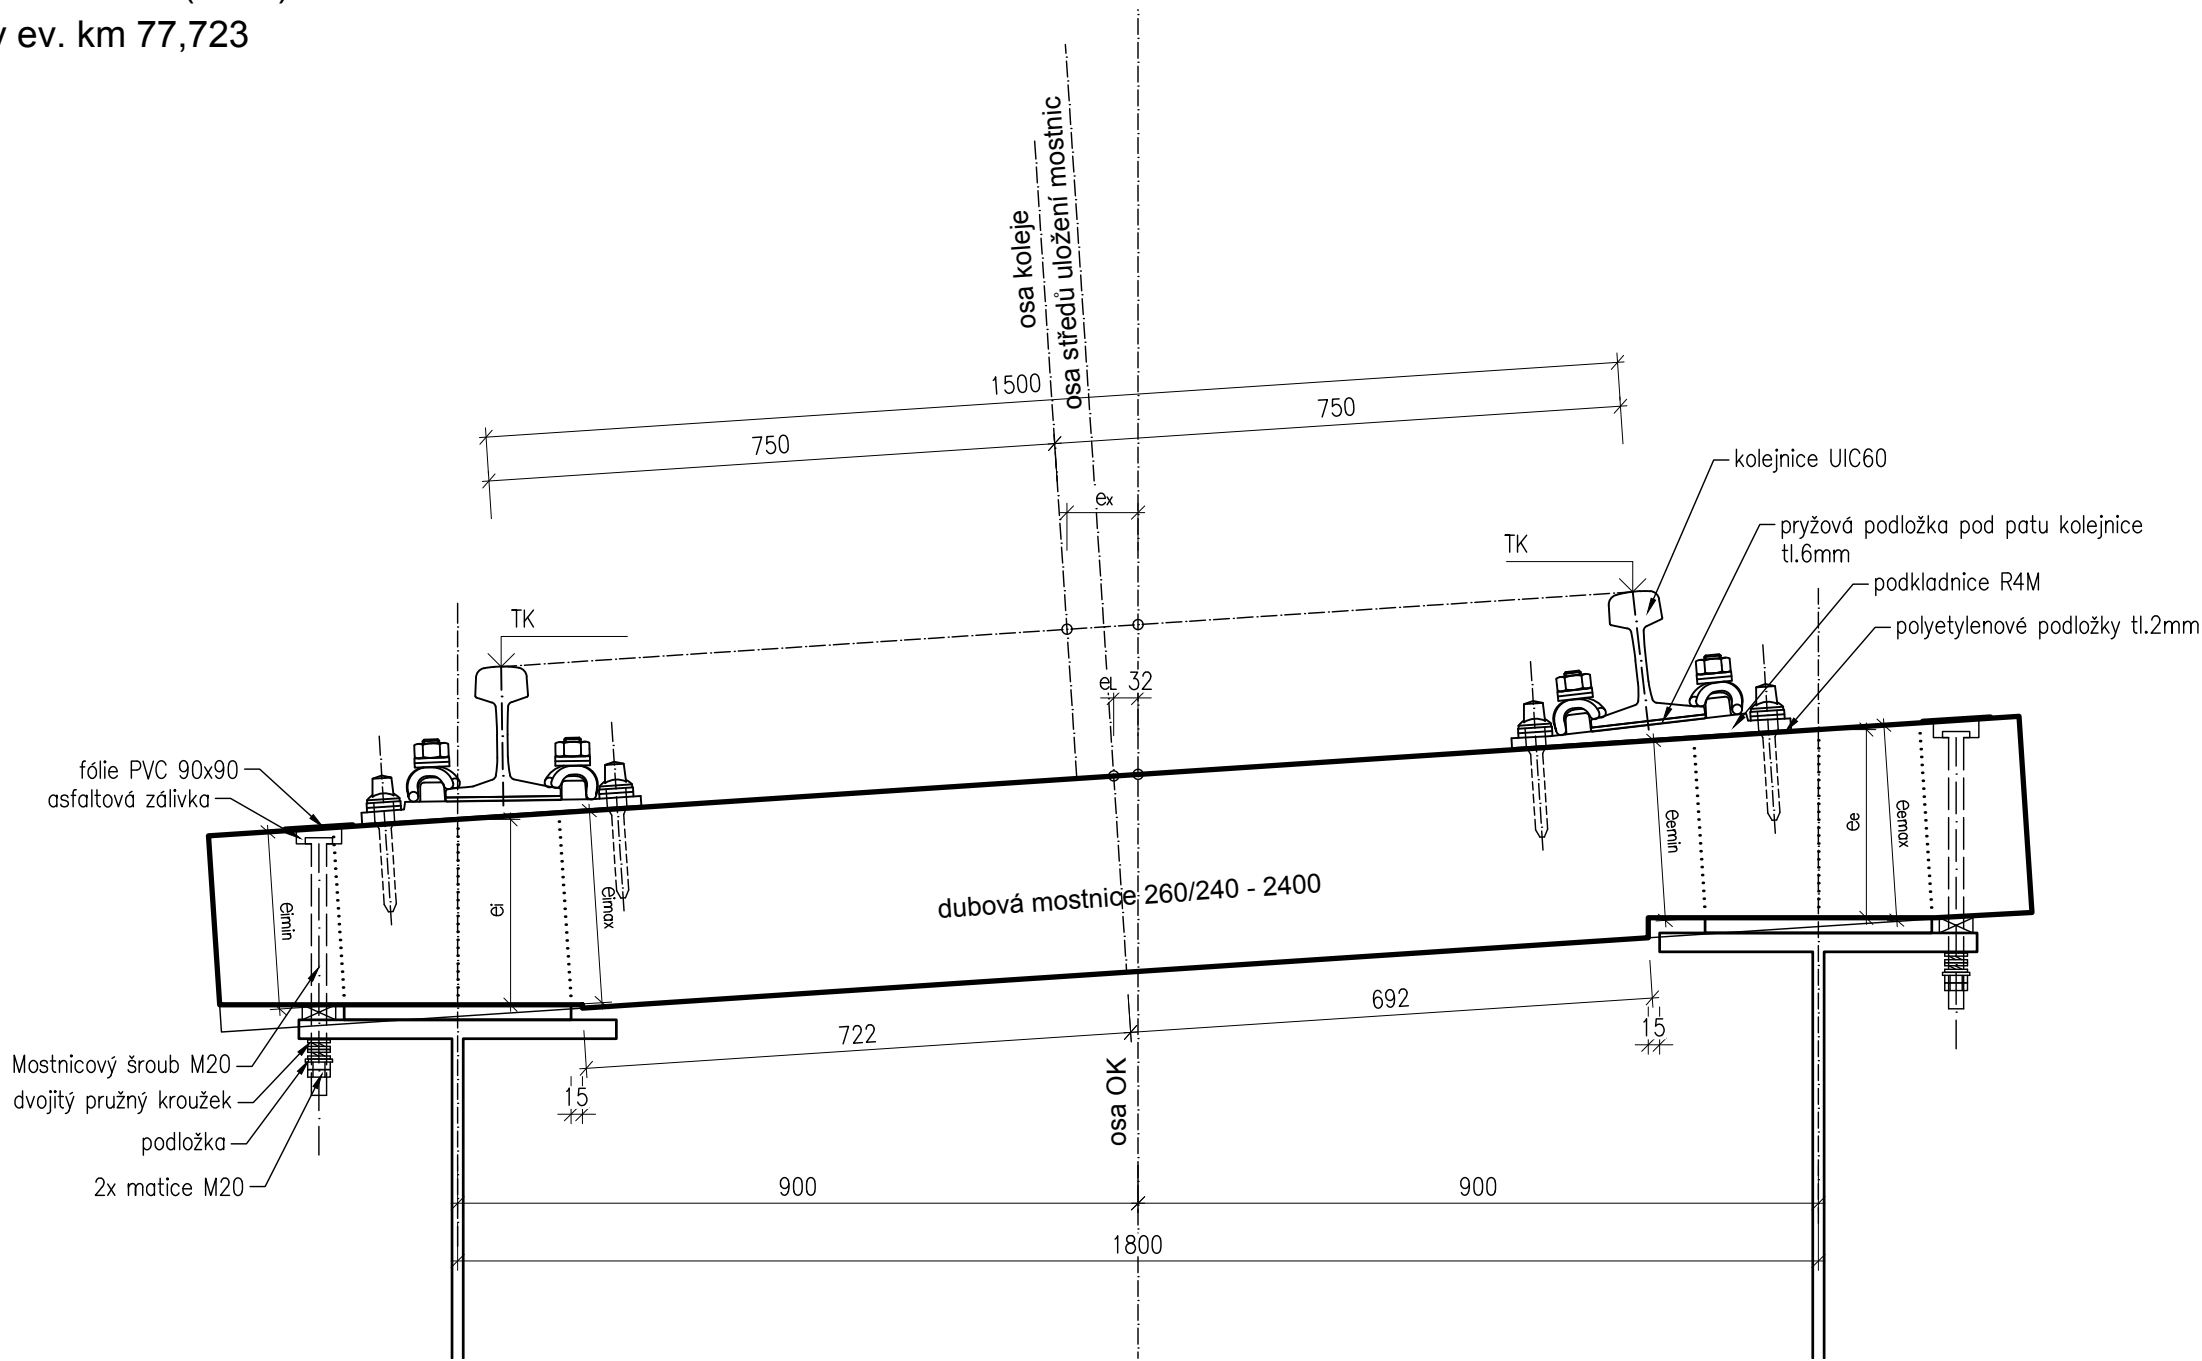 v ev. km 77,723
osa koleje
osa středů uložení mostnic
1500
750
750
ex
kolejnice UIC60
pryžová podložka pod patu kolejnice
tl.6mm
podkladnice R4M
polyetylenové podložky tl.2mm
TK
TK
eL 32
fólie PVC 90x90
asfaltová zálivka
eimin
ei
eimax
eemin
ee
eemax
dubová mostnice 260/240 - 2400
722
692
15
15
Mostnicový šroub M20
dvojitý pružný kroužek
podložka
2x matice M20
osa OK
900
900
1800